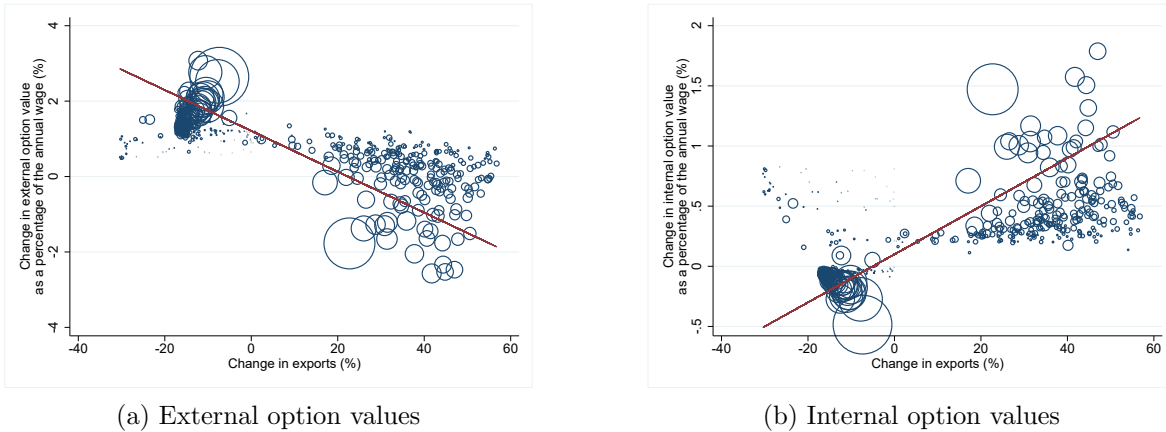 4
2
0
-2
-4
Change in external option value
as a percentage of the annual wage (%)
-40 -20 0 20 40 60
Change in exports (%)
(a) External option values
2
1.5
1
.5
0
-.5
Change in internal option value
as a percentage of the annual wage (%)
-40 -20 0 20 40 60
Change in exports (%)
(b) Internal option values